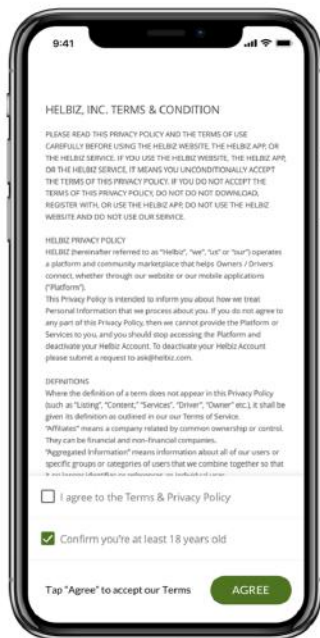 9:41
HELBIZ, INC. TERMS & CONDITION
PLEASE READ THIS PRIVACY POLICY AND THE TERMS OF USE
CAREFULLY BEFORE USING THE HELBIZ WEBSITE, THE HELBIZ APP, OR
THE HELBIZ SERVICE. IF YOU USE THE HELBIZ WEBSITE, THE HELBIZ APP,
OR THE HELBIZ SERVICE, IT MEANS YOU UNCONDITIONALLY ACCEPT
THE TERMS OF THIS PRIVACY POLICY. IF YOU DO NOT ACCEPT THE
TERMS OF THIS PRIVACY POLICY, DO NOT DO NOT DOWNLOAD,
REGISTER WITH, OR USE THE HELBIZ APP, DO NOT USE THE HELBIZ
WEBSITE AND DO NOT USE OUR SERVICE.
HELBIZ PRIVACY POLICY
HELBIZ (hereinafter referred to as "Helbiz", "we", "us" or "our") operates
a platform and community marketplace that helps Owners / Drivers
connect, whether through our website or our mobile applications
("Platform").
This Privacy Policy is intended to inform you about how we treat
Personal Information that we process about you. If you do not agree to
any part of this Privacy Policy, then we cannot provide the Platform or
Services to you, and you should stop accessing the Platform and
deactivate your Helbiz Account. To deactivate your Helbiz Account
please submit a request to ask@helbiz.com.
DEFINITIONS
Where the definition of a term does not appear in this Privacy Policy
(such as "Listing", "Content," "Services", "Driver", "Owner" etc.), it shall be
given its definition as outlined in our our Terms of Service.
"Affiliates" means a company related by common ownership or control.
They can be financial and non-financial companies.
"Aggregated Information" means information about all of our users or
specific groups or categories of users that we combine together so that
I agree to the Terms & Privacy Policy
Confirm you're at least 18 years old
Tap "Agree" to accept our Terms
AGREE